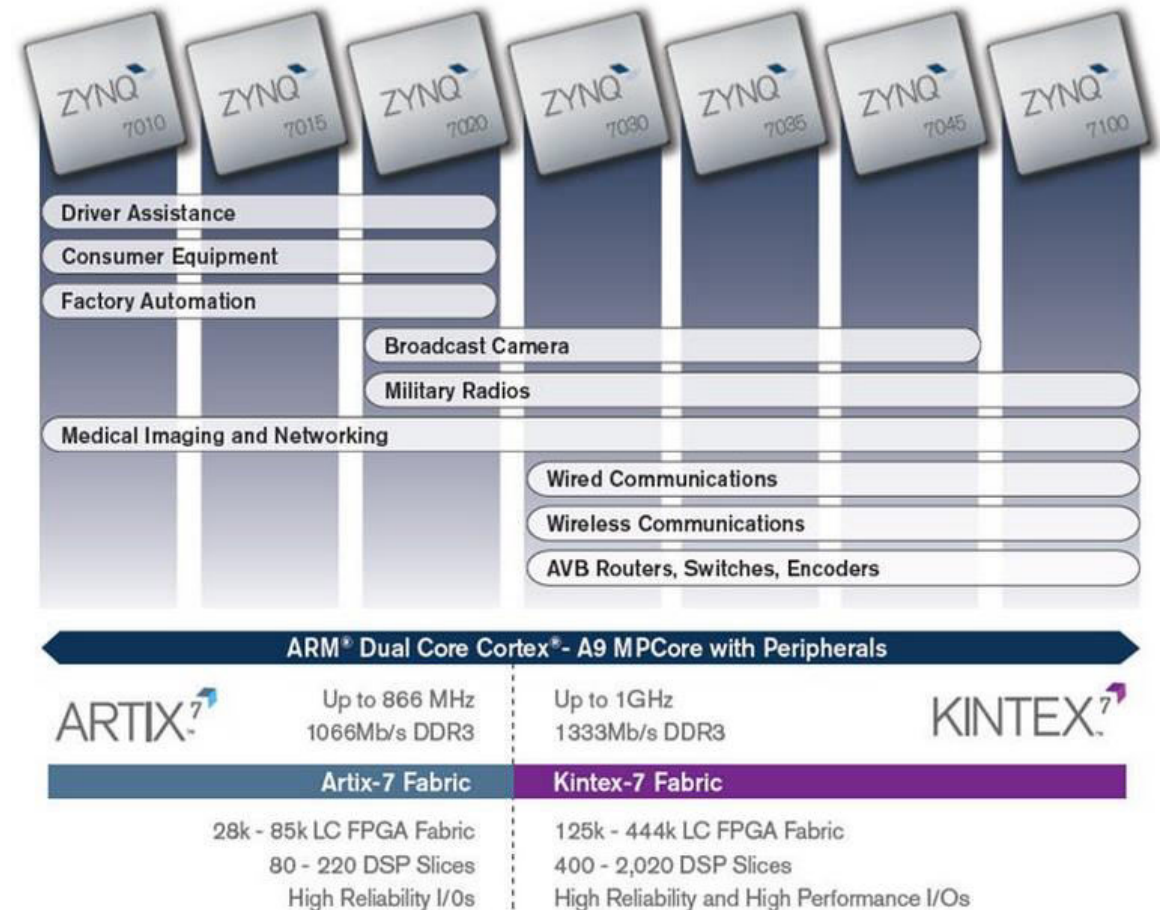 ZYNQ 7010
ZYNQ 7015
ZYNQ 7020
ZYNQ 7030
ZYNQ 7035
ZYNQ 7045
ZYNQ 7100
Driver Assistance
Consumer Equipment
Factory Automation
Broadcast Camera
Military Radios
Medical Imaging and Networking
Wired Communications
Wireless Communications
AVB Routers, Switches, Encoders
ARM® Dual Core Cortex®- A9 MPCore with Peripherals
ARTIX7™
Up to 866 MHz
1066Mb/s DDR3
Up to 1GHz
1333Mb/s DDR3
KINTEX7™
Artix-7 Fabric
Kintex-7 Fabric
28k - 85k LC FPGA Fabric
80 - 220 DSP Slices
High Reliability I/0s
125k - 444k LC FPGA Fabric
400 - 2,020 DSP Slices
High Reliability and High Performance I/Os